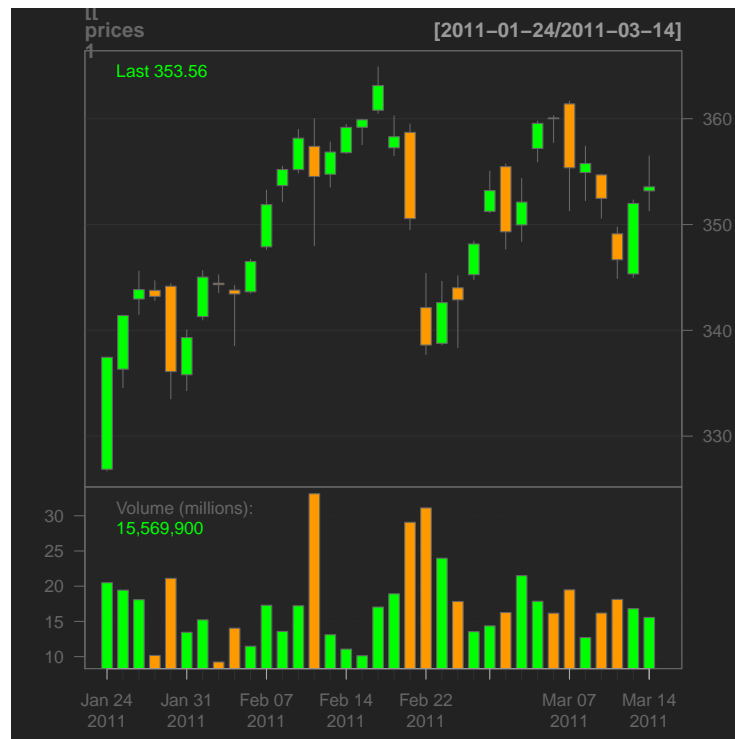 [[
prices
1
[2011−01−24/2011−03−14]
Last 353.56
360
350
340
330
Volume (millions):
15,569,900
30
25
20
15
10
Jan 24
2011
Jan 31
2011
Feb 07
2011
Feb 14
2011
Feb 22
2011
Mar 07
2011
Mar 14
2011